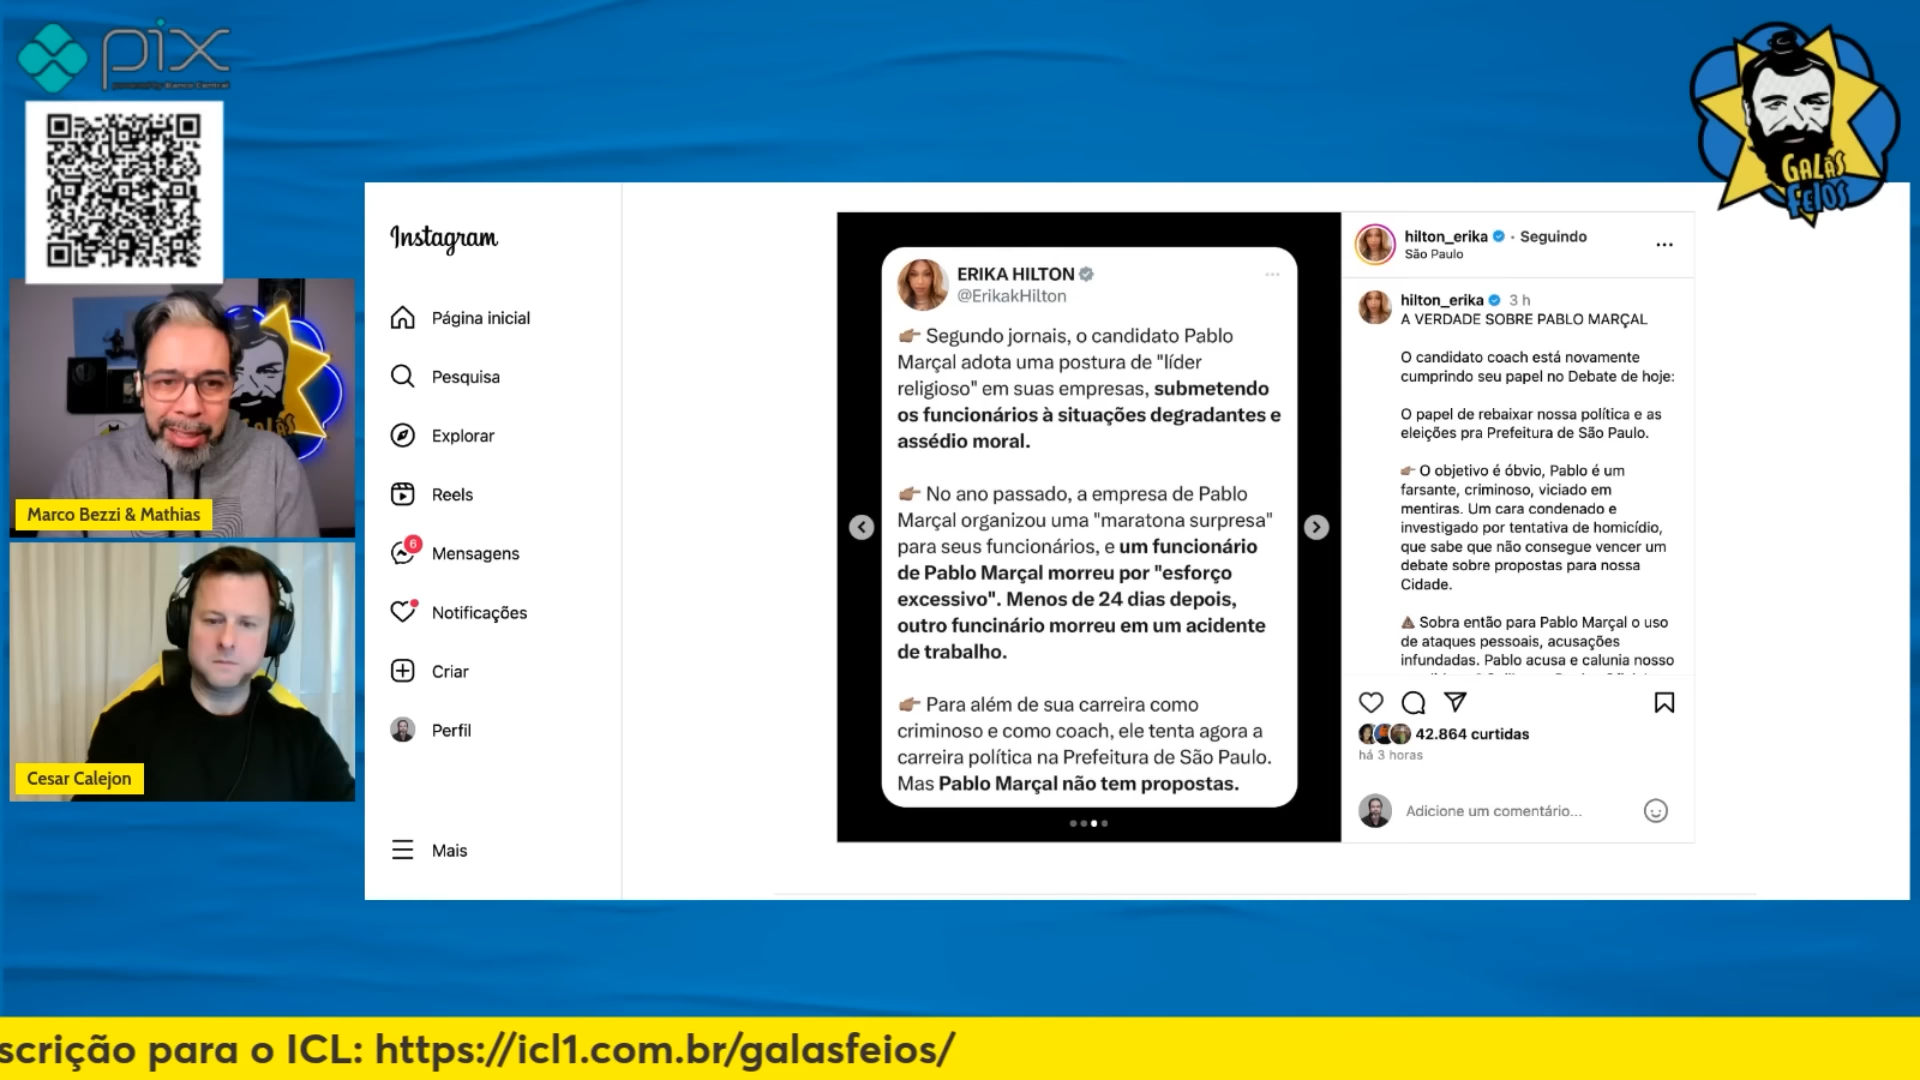 pix
powered by Banco Central
GALÃS
FEIOS
Marco Bezzi & Mathias
Cesar Calejon
Instagram
Página inicial
Pesquisa
Explorar
Reels
6
Mensagens
Notificações
Criar
Perfil
Mais
ERIKA HILTON
@ErikakHilton
Segundo jornais, o candidato Pablo
Marçal adota uma postura de "líder
religioso" em suas empresas, submetendo
os funcionários à situações degradantes e
assédio moral.
No ano passado, a empresa de Pablo
Marçal organizou uma "maratona surpresa"
para seus funcionários, e um funcionário
de Pablo Marçal morreu por "esforço
excessivo". Menos de 24 dias depois,
outro funcinário morreu em um acidente
de trabalho.
Para além de sua carreira como
criminoso e como coach, ele tenta agora a
carreira política na Prefeitura de São Paulo.
Mas Pablo Marçal não tem propostas.
hilton_erika · Seguindo
São Paulo
hilton_erika 3 h
A VERDADE SOBRE PABLO MARÇAL
O candidato coach está novamente
cumprindo seu papel no Debate de hoje:
O papel de rebaixar nossa política e as
eleições pra Prefeitura de São Paulo.
O objetivo é óbvio, Pablo é um
farsante, criminoso, viciado em
mentiras. Um cara condenado e
investigado por tentativa de homicídio,
que sabe que não consegue vencer um
debate sobre propostas para nossa
Cidade.
Sobra então para Pablo Marçal o uso
de ataques pessoais, acusações
infundadas. Pablo acusa e calunia nosso
42.864 curtidas
há 3 horas
Adicione um comentário...
scrição para o ICL: https://icl1.com.br/galasfeios/